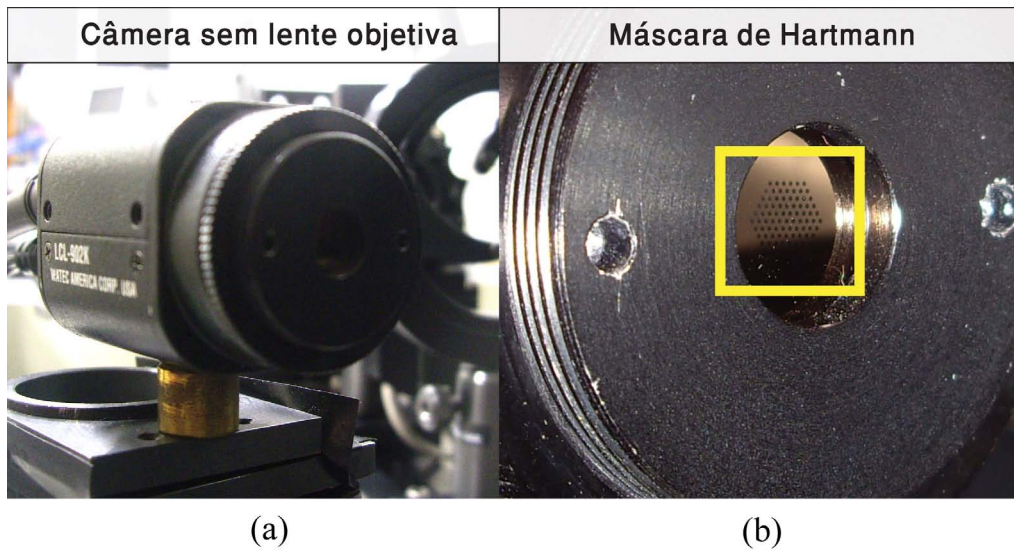 Câmera sem lente objetiva
Máscara de Hartmann
LCL-902K
WATEC AMERICA CORP. USA
(a)
(b)